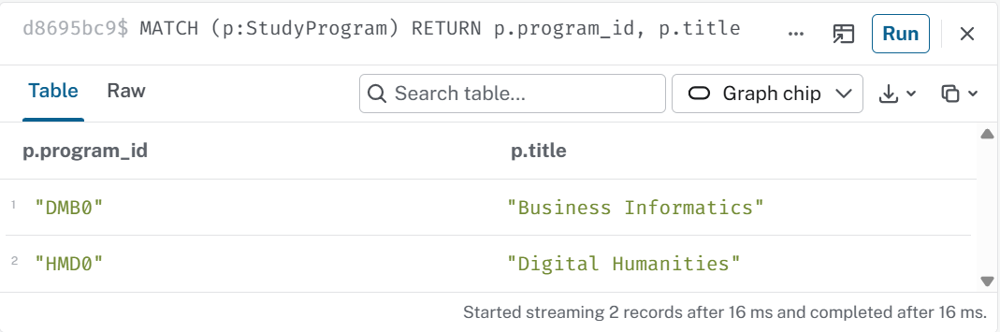 d8695bc9$ MATCH (p:StudyProgram) RETURN p.program_id, p.title ... Run
Table Raw Search table... Graph chip
p.program_id p.title
1 "DMB0" "Business Informatics"
2 "HMD0" "Digital Humanities"
Started streaming 2 records after 16 ms and completed after 16 ms.